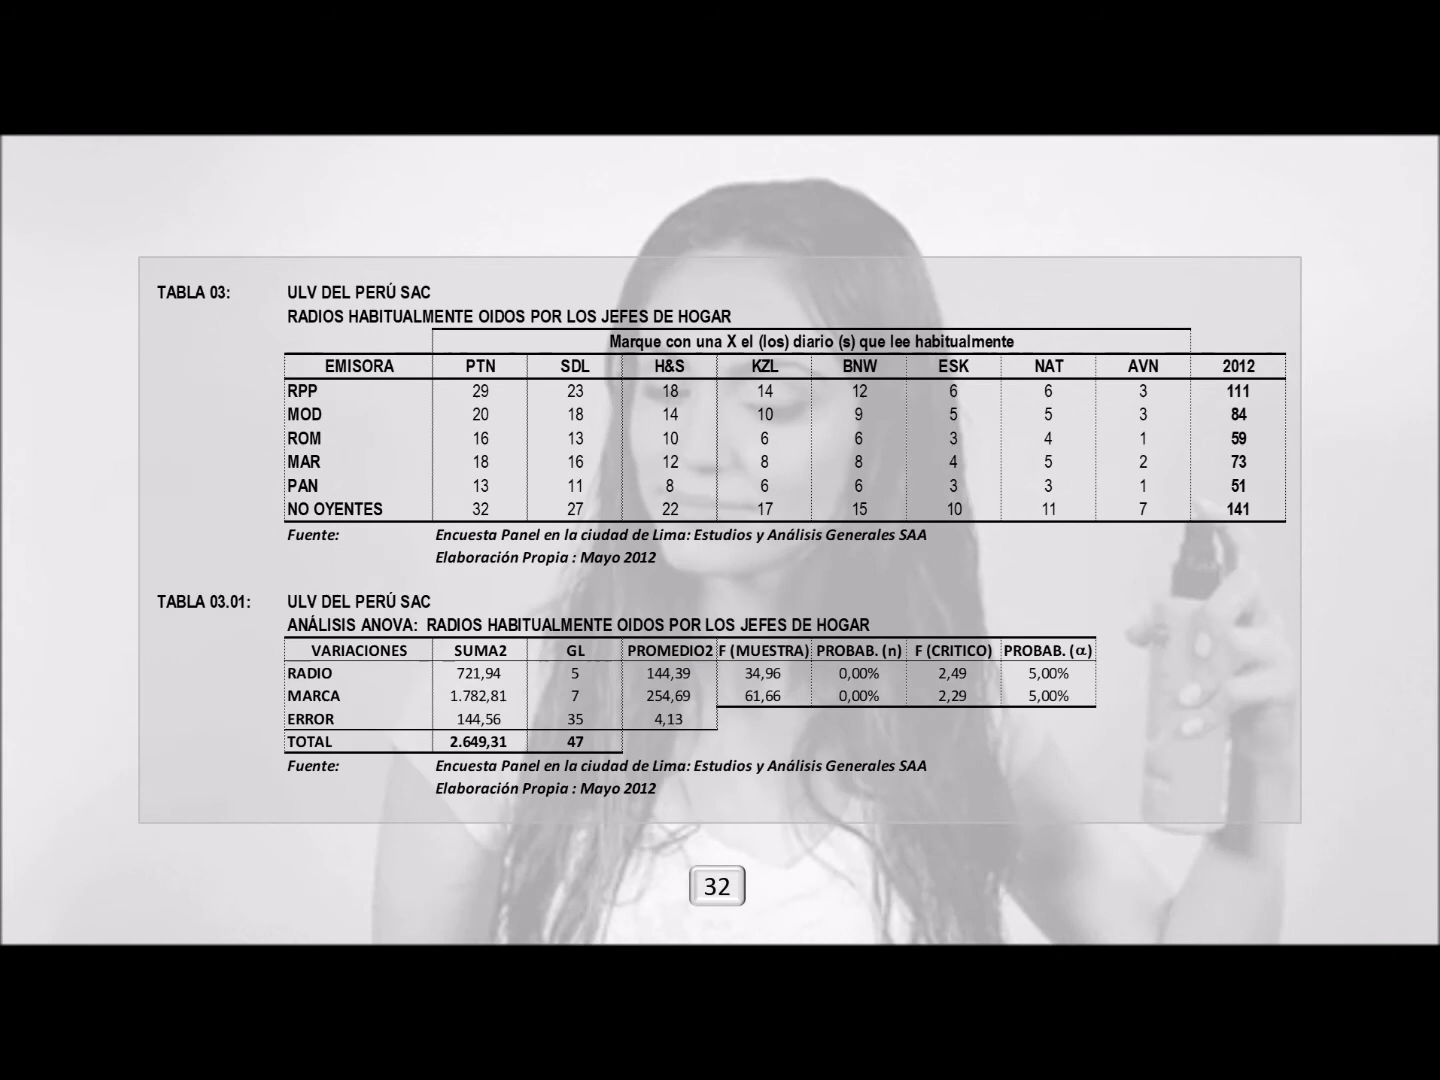 TABLA 03: ULV DEL PERÚ SAC
RADIOS HABITUALMENTE OIDOS POR LOS JEFES DE HOGAR
Marque con una X el (los) diario (s) que lee habitualmente
EMISORA PTN SDL H&S KZL BNW ESK NAT AVN 2012
RPP 29 23 18 14 12 6 6 3 111
MOD 20 18 14 10 9 5 5 3 84
ROM 16 13 10 6 6 3 4 1 59
MAR 18 16 12 8 8 4 5 2 73
PAN 13 11 8 6 6 3 3 1 51
NO OYENTES 32 27 22 17 15 10 11 7 141
Fuente: Encuesta Panel en la ciudad de Lima: Estudios y Análisis Generales SAA
Elaboración Propia : Mayo 2012
TABLA 03.01: ULV DEL PERÚ SAC
ANÁLISIS ANOVA: RADIOS HABITUALMENTE OIDOS POR LOS JEFES DE HOGAR
VARIACIONES SUMA2 GL PROMEDIO2 F (MUESTRA) PROBAB. (n) F (CRITICO) PROBAB. (α)
RADIO 721,94 5 144,39 34,96 0,00% 2,49 5,00%
MARCA 1.782,81 7 254,69 61,66 0,00% 2,29 5,00%
ERROR 144,56 35 4,13
TOTAL 2.649,31 47
Fuente: Encuesta Panel en la ciudad de Lima: Estudios y Análisis Generales SAA
Elaboración Propia : Mayo 2012
32